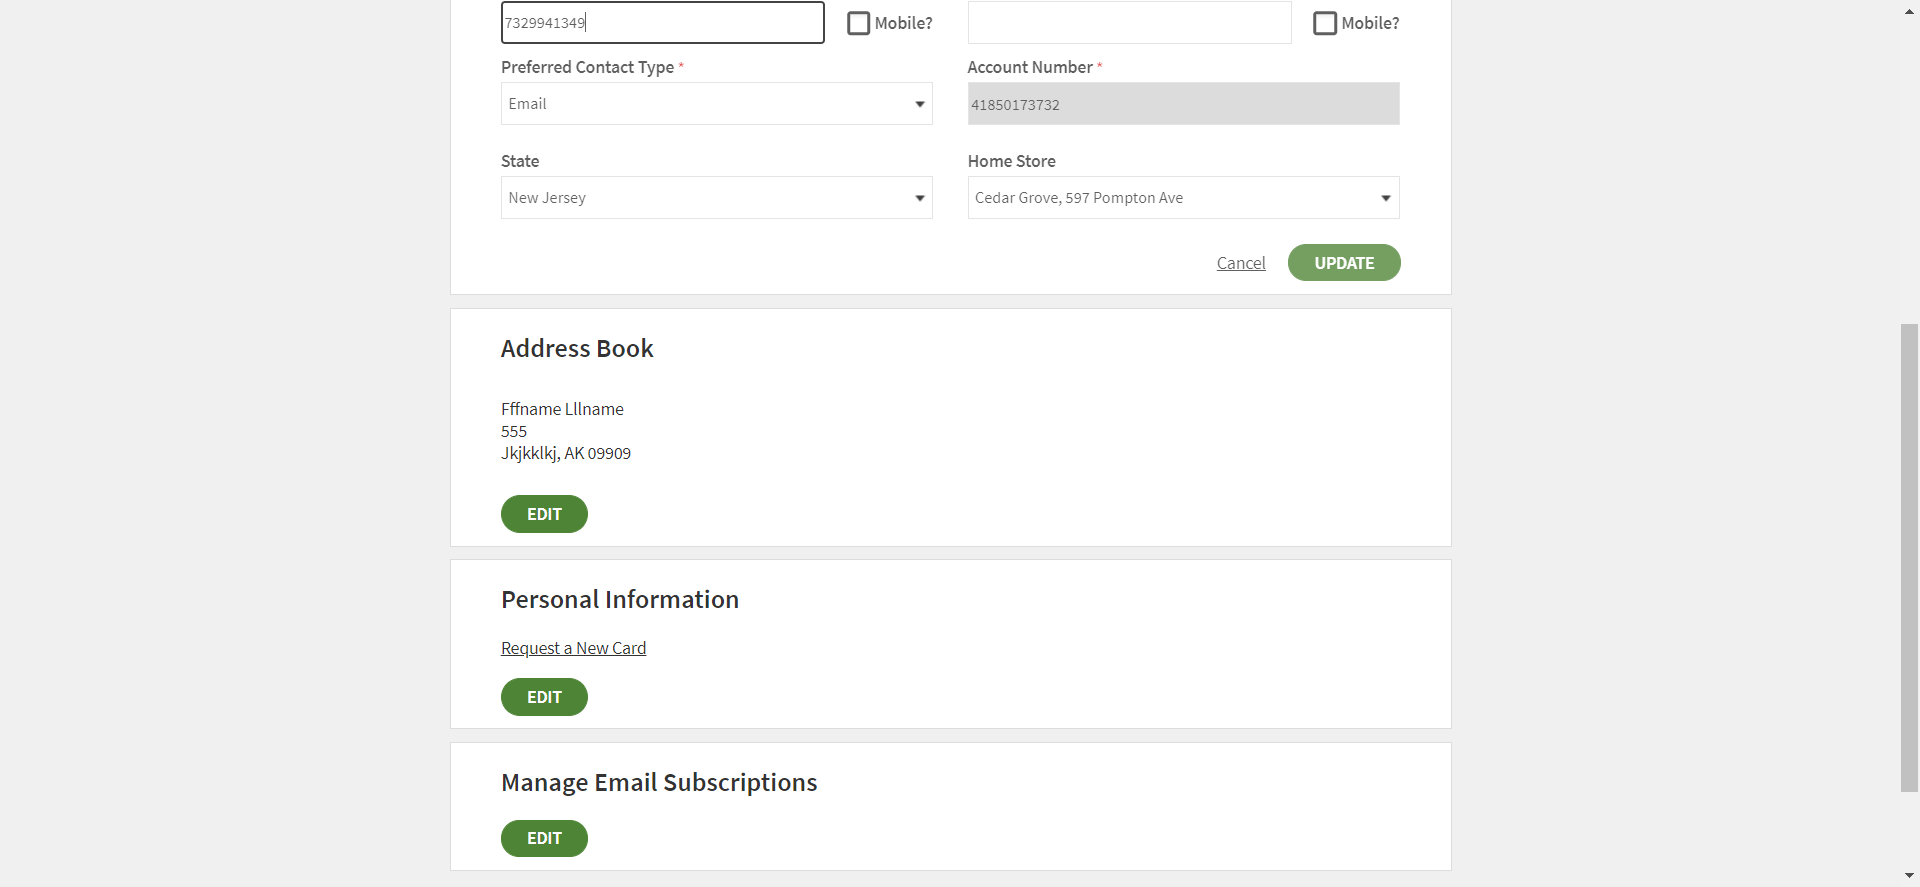 7329941349 Mobile? Mobile?
Preferred Contact Type * Account Number *
Email 41850173732
State Home Store
New Jersey Cedar Grove, 597 Pompton Ave
Cancel UPDATE
Address Book
Fffname Lllname
555
Jkjkklkj, AK 09909
EDIT
Personal Information
Request a New Card
EDIT
Manage Email Subscriptions
EDIT